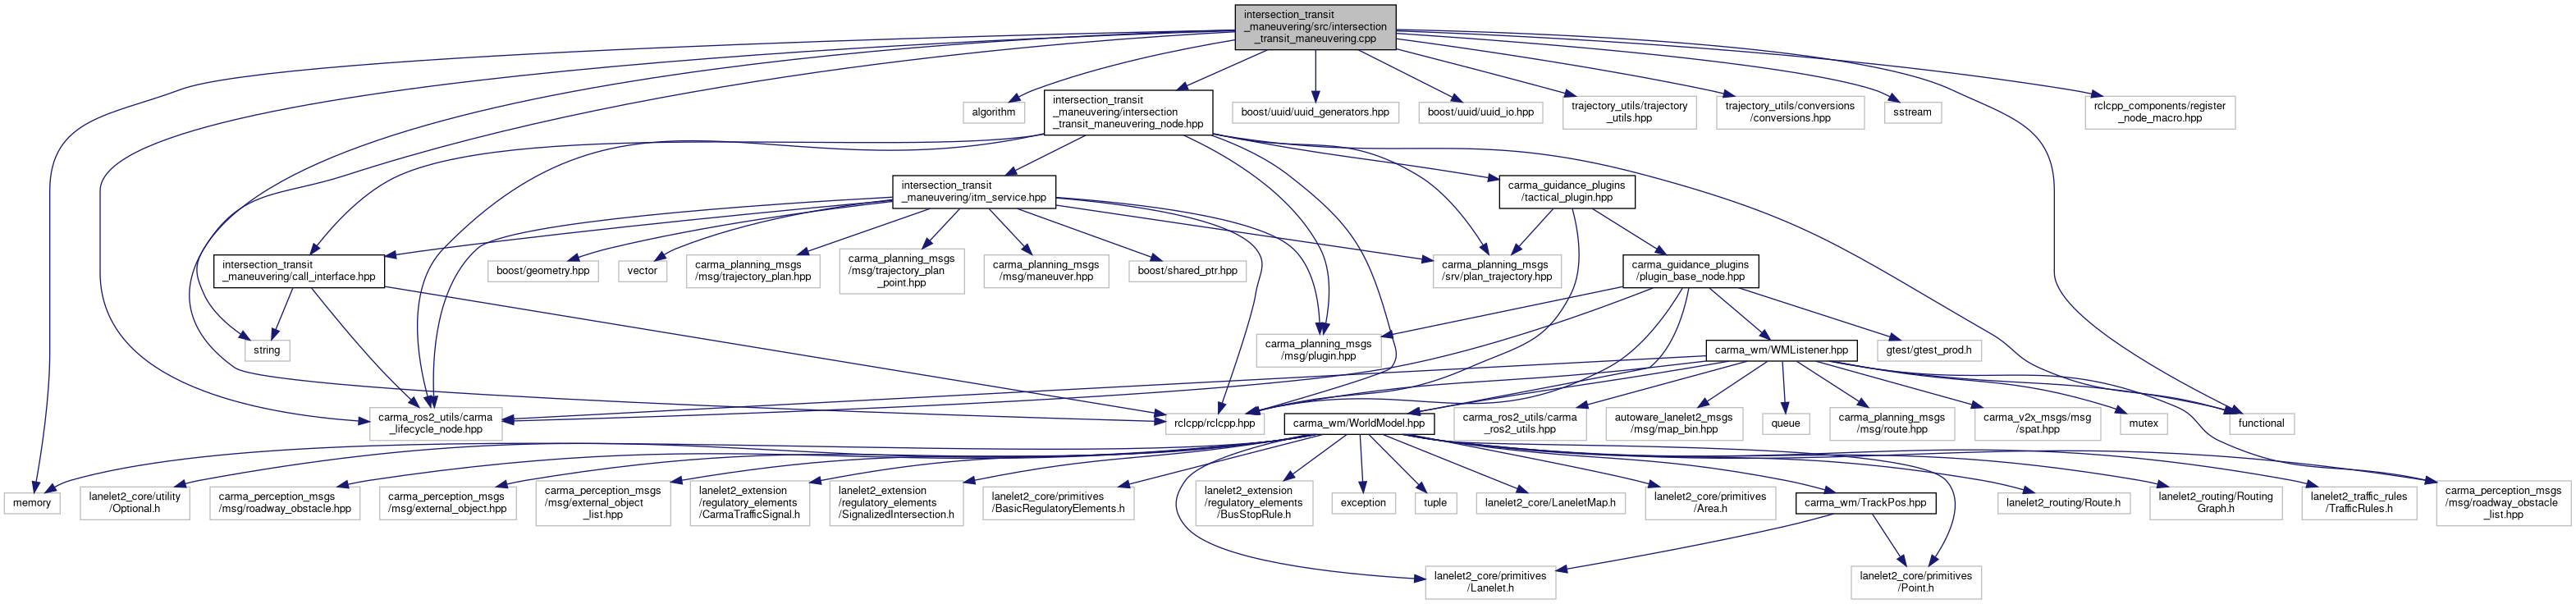 intersection_transit
_maneuvering/src/intersection
_transit_maneuvering.cpp
algorithm
intersection_transit
_maneuvering/intersection
_transit_maneuvering_node.hpp
boost/uuid/uuid_generators.hpp
boost/uuid/uuid_io.hpp
trajectory_utils/trajectory
_utils.hpp
trajectory_utils/conversions
/conversions.hpp
sstream
rclcpp_components/register
_node_macro.hpp
intersection_transit
_maneuvering/itm_service.hpp
carma_guidance_plugins
/tactical_plugin.hpp
intersection_transit
_maneuvering/call_interface.hpp
boost/geometry.hpp
vector
carma_planning_msgs
/msg/trajectory_plan.hpp
carma_planning_msgs
/msg/trajectory_plan
_point.hpp
carma_planning_msgs
/msg/maneuver.hpp
boost/shared_ptr.hpp
carma_planning_msgs
/srv/plan_trajectory.hpp
carma_guidance_plugins
/plugin_base_node.hpp
string
carma_planning_msgs
/msg/plugin.hpp
carma_wm/WMListener.hpp
gtest/gtest_prod.h
carma_ros2_utils/carma
_lifecycle_node.hpp
rclcpp/rclcpp.hpp
carma_wm/WorldModel.hpp
carma_ros2_utils/carma
_ros2_utils.hpp
autoware_lanelet2_msgs
/msg/map_bin.hpp
queue
carma_planning_msgs
/msg/route.hpp
carma_v2x_msgs/msg
/spat.hpp
mutex
functional
memory
lanelet2_core/utility
/Optional.h
carma_perception_msgs
/msg/roadway_obstacle.hpp
carma_perception_msgs
/msg/external_object.hpp
carma_perception_msgs
/msg/external_object
_list.hpp
lanelet2_extension
/regulatory_elements
/CarmaTrafficSignal.h
lanelet2_extension
/regulatory_elements
/SignalizedIntersection.h
lanelet2_core/primitives
/BasicRegulatoryElements.h
lanelet2_extension
/regulatory_elements
/BusStopRule.h
exception
tuple
lanelet2_core/LaneletMap.h
lanelet2_core/primitives
/Area.h
carma_wm/TrackPos.hpp
lanelet2_routing/Route.h
lanelet2_routing/Routing
Graph.h
lanelet2_traffic_rules
/TrafficRules.h
carma_perception_msgs
/msg/roadway_obstacle
_list.hpp
lanelet2_core/primitives
/Lanelet.h
lanelet2_core/primitives
/Point.h